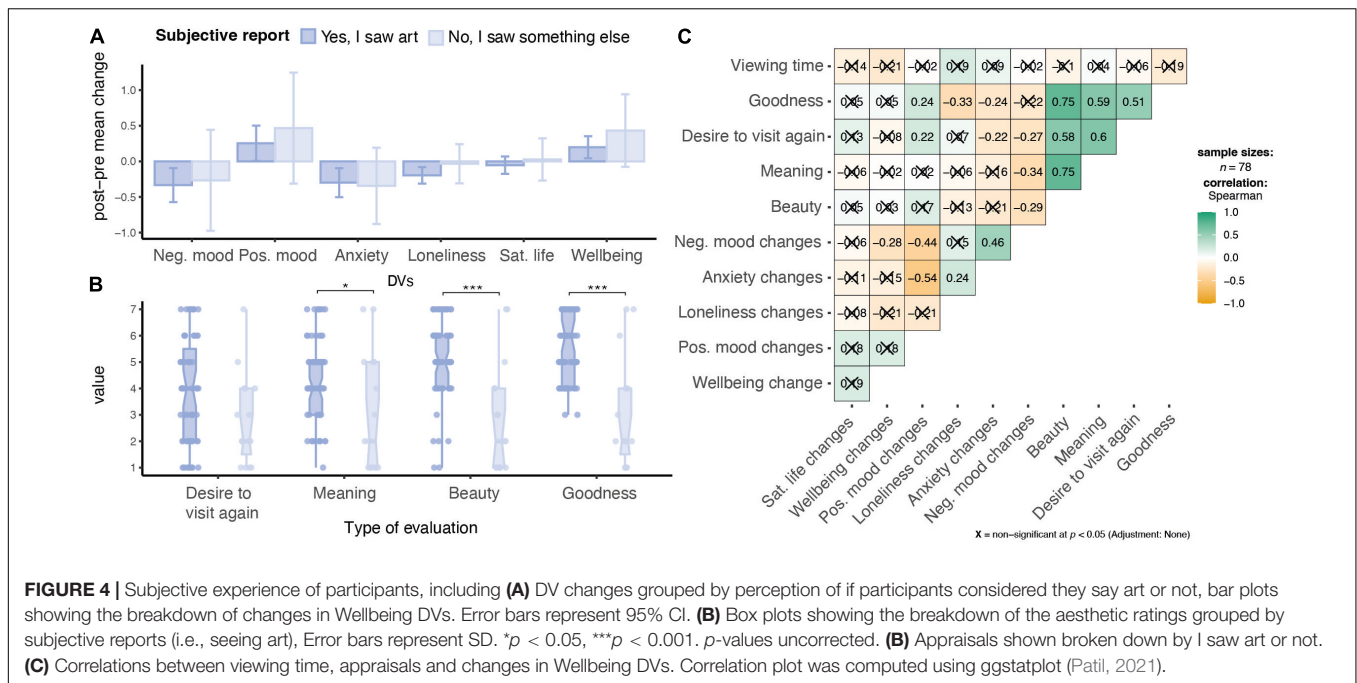 A
Subjective report Yes, I saw art No, I saw something else
post−pre mean change
1.0
0.5
0.0
−0.5
−1.0
Neg. mood Pos. mood Anxiety Loneliness Sat. life Wellbeing
DVs
B
* *** ***
value
7
6
5
4
3
2
1
Desire to visit again Meaning Beauty Goodness
Type of evaluation
C
Viewing time −0.02 −0.02 −0.06
Goodness 0.24 −0.33 −0.24 −0.22 0.75 0.59 0.51
Desire to visit again 0.22 −0.22 −0.27 0.58 0.6
Meaning −0.34 0.75
Beauty −0.29
Neg. mood changes −0.28 −0.44 0.46
Anxiety changes −0.54 0.24
Loneliness changes
Pos. mood changes
Wellbeing change
Sat. life changes
Wellbeing changes
Pos. mood changes
Loneliness changes
Anxiety changes
Neg. mood changes
Beauty
Meaning
Desire to visit again
Goodness
sample sizes:
n = 78
correlation:
Spearman
1.0
0.5
0.0
−0.5
−1.0
X = non−significant at p < 0.05 (Adjustment: None)
FIGURE 4 | Subjective experience of participants, including (A) DV changes grouped by perception of if participants considered they say art or not, bar plots
showing the breakdown of changes in Wellbeing DVs. Error bars represent 95% CI. (B) Box plots showing the breakdown of the aesthetic ratings grouped by
subjective reports (i.e., seeing art), Error bars represent SD. *p < 0.05, ***p < 0.001. p-values uncorrected. (B) Appraisals shown broken down by I saw art or not.
(C) Correlations between viewing time, appraisals and changes in Wellbeing DVs. Correlation plot was computed using ggstatplot (Patil, 2021).